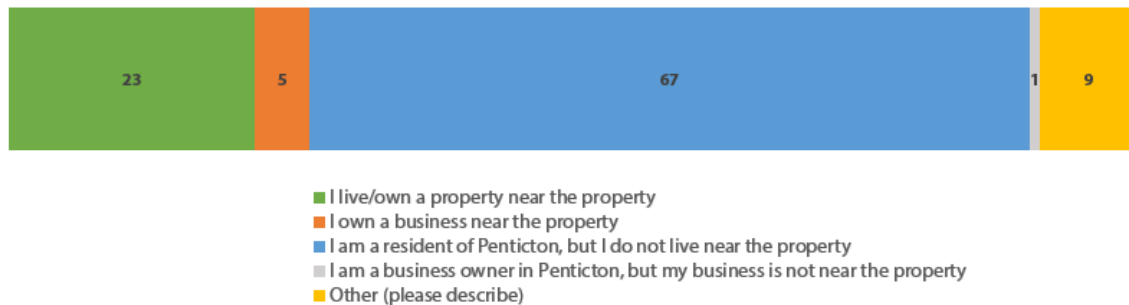 23 5 67 1 9
I live/own a property near the property
I own a business near the property
I am a resident of Penticton, but I do not live near the property
I am a business owner in Penticton, but my business is not near the property
Other (please describe)